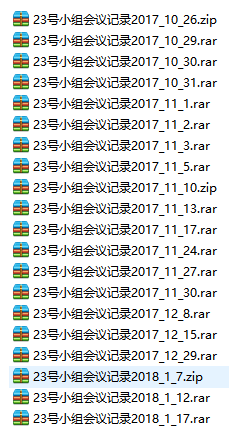 23号小组会议记录2017_10_26.zip
23号小组会议记录2017_10_29.rar
23号小组会议记录2017_10_30.rar
23号小组会议记录2017_10_31.rar
23号小组会议记录2017_11_1.rar
23号小组会议记录2017_11_2.rar
23号小组会议记录2017_11_3.rar
23号小组会议记录2017_11_5.rar
23号小组会议记录2017_11_10.zip
23号小组会议记录2017_11_13.rar
23号小组会议记录2017_11_17.rar
23号小组会议记录2017_11_24.rar
23号小组会议记录2017_11_27.rar
23号小组会议记录2017_11_30.rar
23号小组会议记录2017_12_8.rar
23号小组会议记录2017_12_15.rar
23号小组会议记录2017_12_29.rar
23号小组会议记录2018_1_7.zip
23号小组会议记录2018_1_12.rar
23号小组会议记录2018_1_17.rar